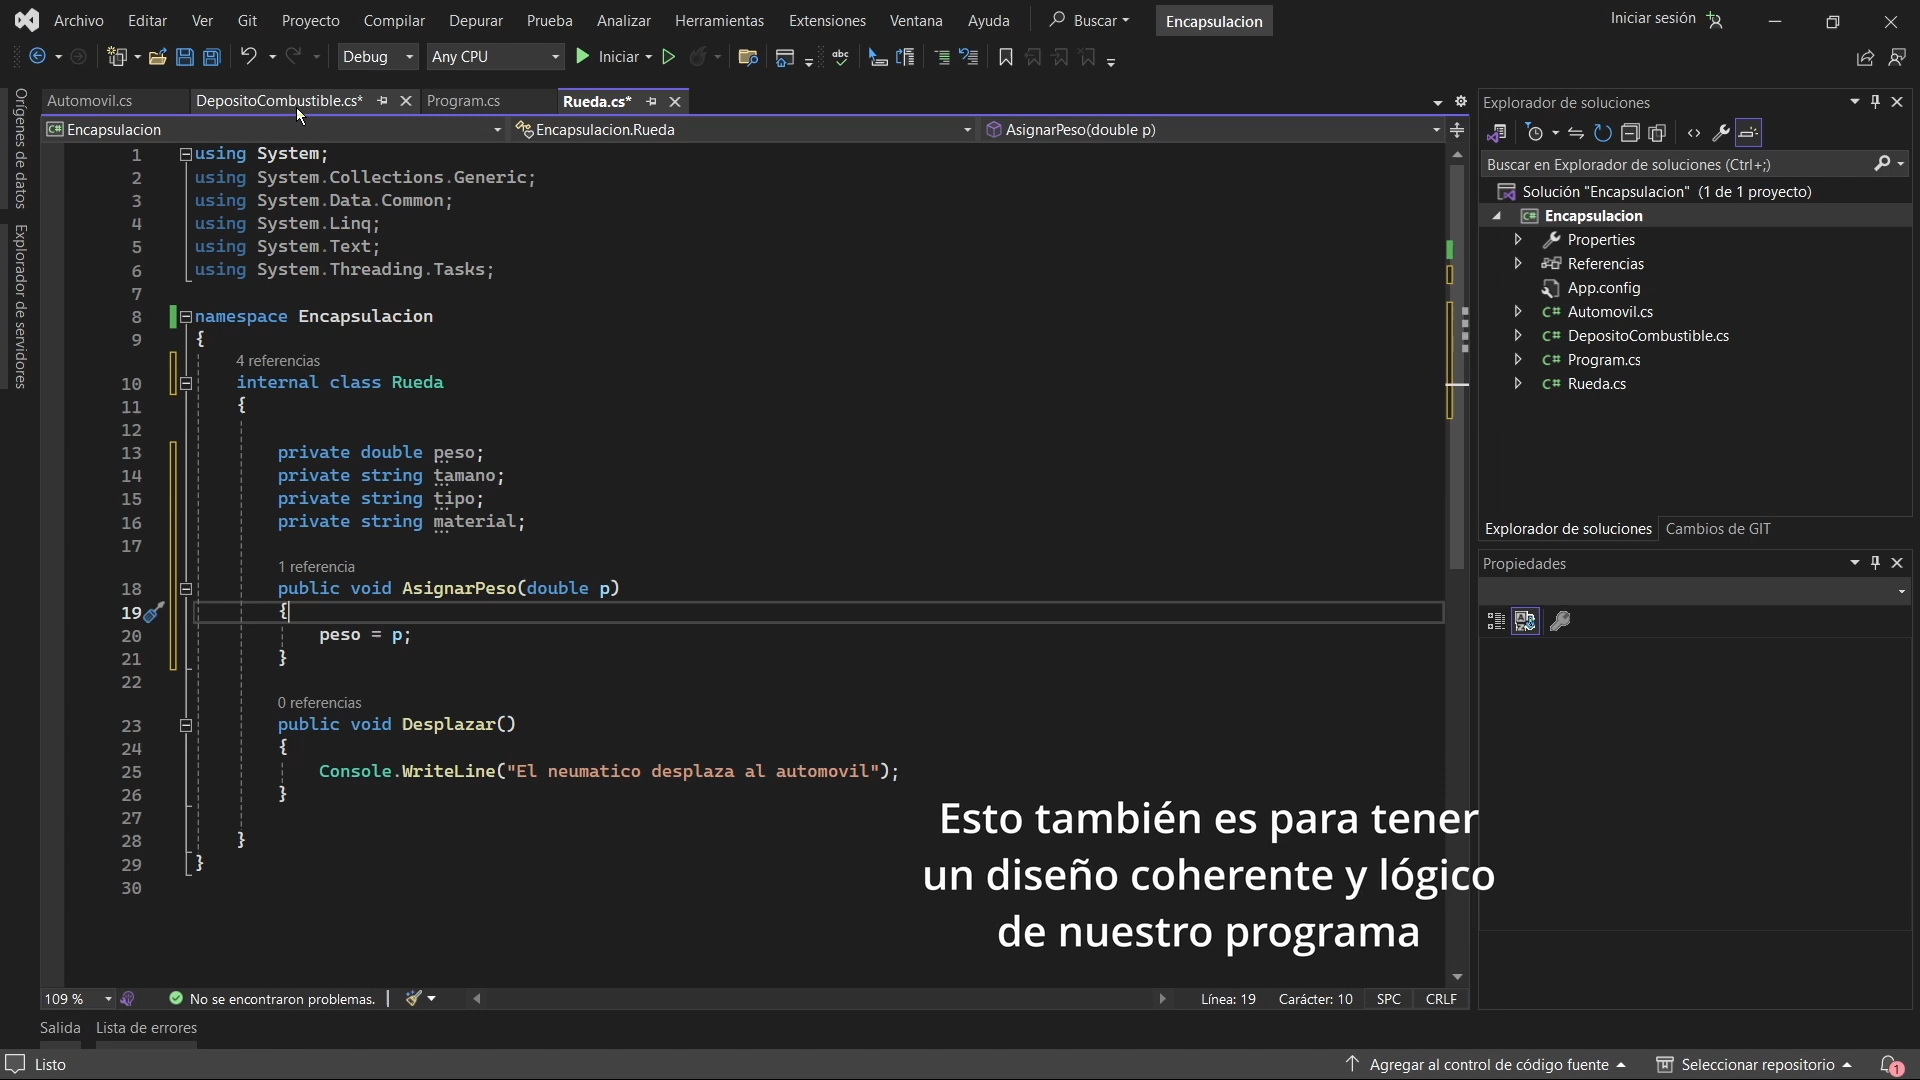 Archivo Editar Ver Git Proyecto Compilar Depurar Prueba Analizar Herramientas Extensiones Ventana Ayuda Buscar Encapsulacion Iniciar sesión
Debug Any CPU Iniciar abc
Orígenes de datos
Explorador de servidores
Automovil.cs DepositoCombustible.cs* Program.cs Rueda.cs*
C# Encapsulacion Encapsulacion.Rueda AsignarPeso(double p)
1 using System;
2 using System.Collections.Generic;
3 using System.Data.Common;
4 using System.Linq;
5 using System.Text;
6 using System.Threading.Tasks;
7
8 namespace Encapsulacion
9 {
4 referencias
10 internal class Rueda
11 {
12
13 private double peso;
14 private string tamano;
15 private string tipo;
16 private string material;
17
1 referencia
18 public void AsignarPeso(double p)
19 {
20 peso = p;
21 }
22
0 referencias
23 public void Desplazar()
24 {
25 Console.WriteLine("El neumatico desplaza al automovil");
26 }
27
28 }
29 }
30
Esto también es para tener
un diseño coherente y lógico
de nuestro programa
109 % No se encontraron problemas. Línea: 19 Carácter: 10 SPC CRLF
Explorador de soluciones
Buscar en Explorador de soluciones (Ctrl+;)
Solución "Encapsulacion" (1 de 1 proyecto)
C# Encapsulacion
Properties
Referencias
App.config
C# Automovil.cs
C# DepositoCombustible.cs
C# Program.cs
C# Rueda.cs
Explorador de soluciones Cambios de GIT
Propiedades
Salida Lista de errores
Listo Agregar al control de código fuente Seleccionar repositorio 1